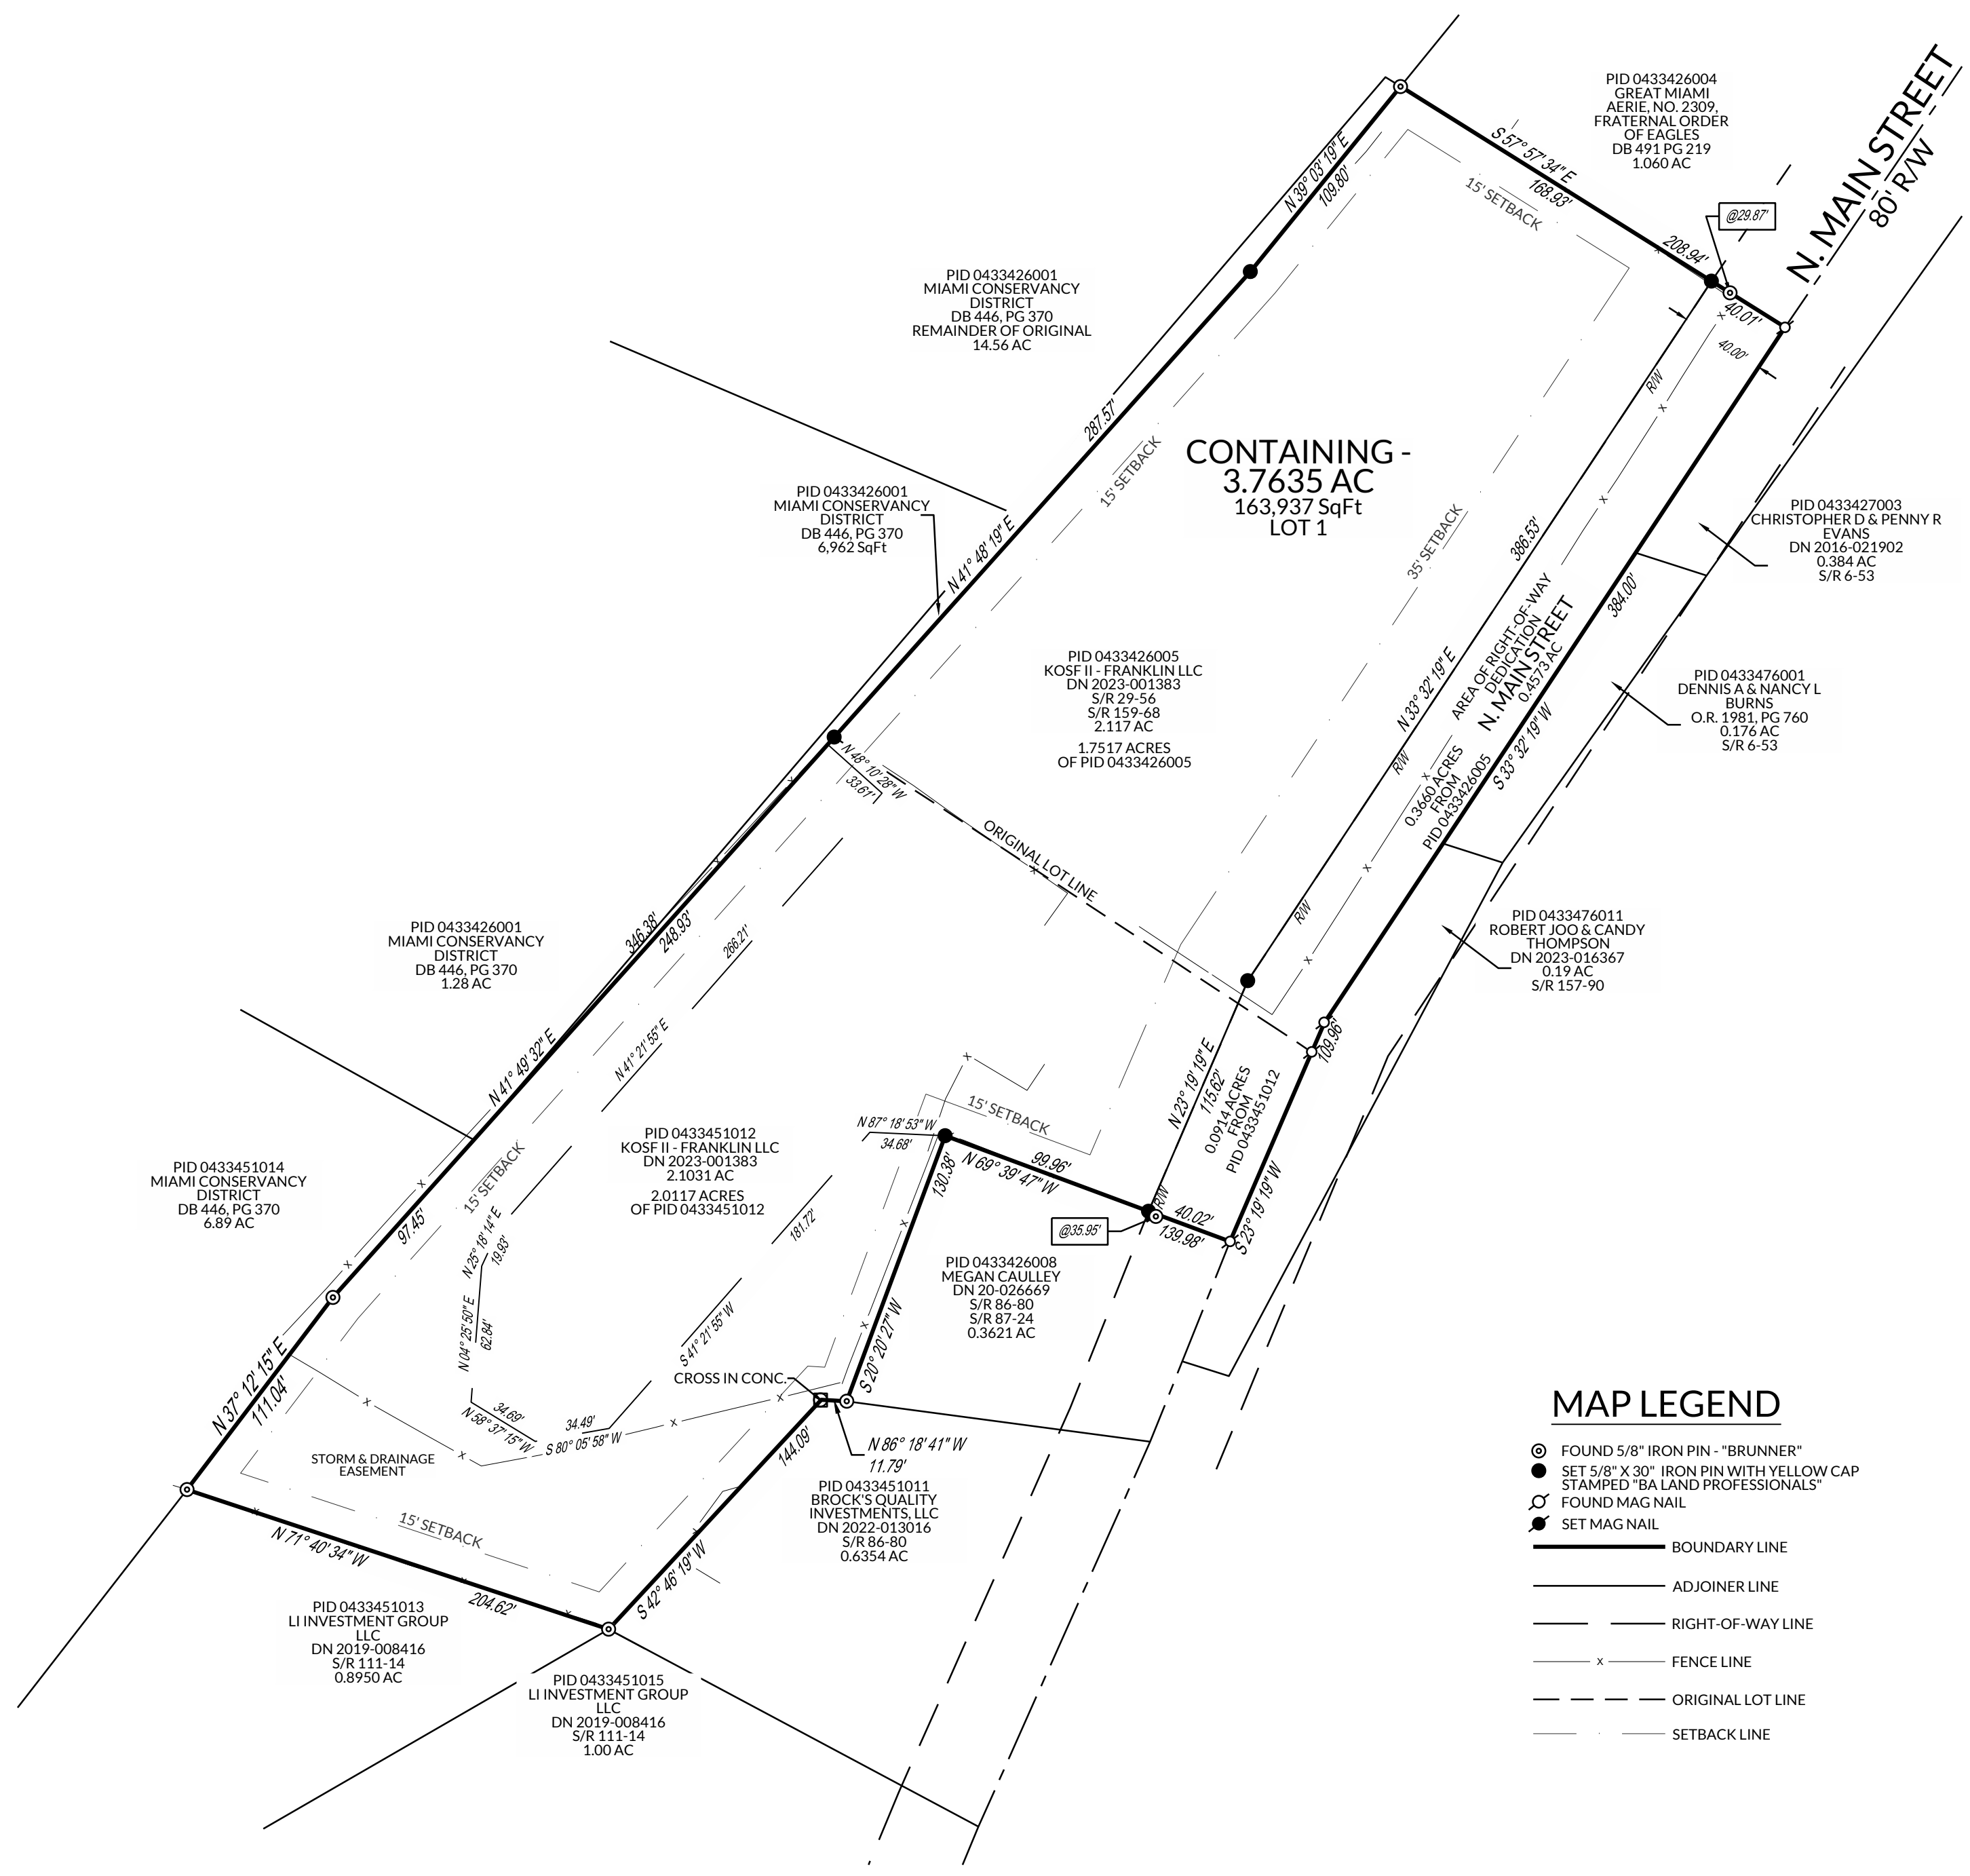 PID 0433426004
GREAT MIAMI
AERIE, NO. 2309,
FRATERNAL ORDER
OF EAGLES
DB 491 PG 219
1.060 AC
N. MAIN STREET
80' R/W
S 57° 57' 34" E
168.93'
15' SETBACK
208.94'
@29.87'
40.01'
40.00'
N 39° 03' 19" E
109.80'
R/W
PID 0433426001
MIAMI CONSERVANCY
DISTRICT
DB 446, PG 370
REMAINDER OF ORIGINAL
14.56 AC
287.57'
15' SETBACK
CONTAINING -
3.7635 AC
163,937 SqFt
LOT 1
35' SETBACK
386.53'
PID 0433426001
MIAMI CONSERVANCY
DISTRICT
DB 446, PG 370
6,962 SqFt
N 41° 48' 19" E
PID 0433427003
CHRISTOPHER D & PENNY R
EVANS
DN 2016-021902
0.384 AC
S/R 6-53
384.00'
AREA OF RIGHT-OF-WAY
DEDICATION
N. MAIN STREET
0.4573 AC
PID 0433426005
KOSF II - FRANKLIN LLC
DN 2023-001383
S/R 29-56
S/R 159-68
2.117 AC
1.7517 ACRES
OF PID 0433426005
N 33° 32' 19" E
R/W
PID 0433476001
DENNIS A & NANCY L
BURNS
O.R. 1981, PG 760
0.176 AC
S/R 6-53
S 33° 32' 19" W
0.3660 ACRES
FROM
PID 0433426005
N 48° 10' 28" W
33.61'
ORIGINAL LOT LINE
R/W
PID 0433426001
MIAMI CONSERVANCY
DISTRICT
DB 446, PG 370
1.28 AC
346.38'
248.93'
266.21'
PID 0433476011
ROBERT JOO & CANDY
THOMPSON
DN 2023-016367
0.19 AC
S/R 157-90
N 41° 49' 32" E
N 41° 21' 55" E
109.96'
N 23° 19' 19" E
115.62'
0.0914 ACRES
FROM
PID 0433451012
15' SETBACK
N 87° 18' 53" W
34.68'
99.96'
N 69° 39' 47" W
PID 0433451012
KOSF II - FRANKLIN LLC
DN 2023-001383
2.1031 AC
2.0117 ACRES
OF PID 0433451012
130.38'
R/W
40.02'
139.98'
@35.95'
S 23° 19' 19" W
PID 0433451014
MIAMI CONSERVANCY
DISTRICT
DB 446, PG 370
6.89 AC
15' SETBACK
97.45'
N 25° 18' 14" E
19.93'
181.72'
N 04° 25' 50" E
62.84'
S 41° 21' 55" W
PID 0433426008
MEGAN CAULLEY
DN 20-026669
S/R 86-80
S/R 87-24
0.3621 AC
S 20° 20' 27" W
CROSS IN CONC.
N 37° 12' 15" E
111.04'
34.69'
N 58° 37' 15" W
34.49'
S 80° 05' 58" W
STORM & DRAINAGE
EASEMENT
144.09'
N 86° 18' 41" W
11.79'
PID 0433451011
BROCK'S QUALITY
INVESTMENTS, LLC
DN 2022-013016
S/R 86-80
0.6354 AC
15' SETBACK
N 71° 40' 34" W
204.62'
S 42° 46' 19" W
PID 0433451013
LI INVESTMENT GROUP
LLC
DN 2019-008416
S/R 111-14
0.8950 AC
PID 0433451015
LI INVESTMENT GROUP
LLC
DN 2019-008416
S/R 111-14
1.00 AC
MAP LEGEND
FOUND 5/8" IRON PIN - "BRUNNER"
SET 5/8" X 30" IRON PIN WITH YELLOW CAP
STAMPED "BA LAND PROFESSIONALS"
FOUND MAG NAIL
SET MAG NAIL
BOUNDARY LINE
ADJOINER LINE
RIGHT-OF-WAY LINE
x FENCE LINE
ORIGINAL LOT LINE
SETBACK LINE